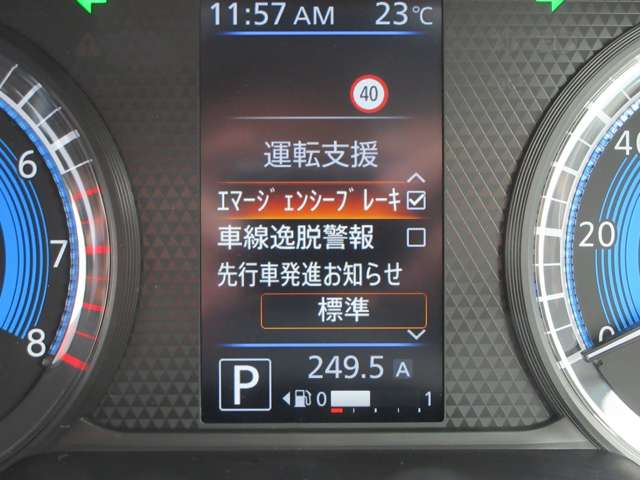 11:57 AM 23℃
40
運転支援
ｴﾏｰｼﾞｪﾝｼｰﾌﾞﾚｰｷ
車線逸脱警報
先行車発進お知らせ
標準
P 249.5 A
0 1
6
7
8
40
20
0